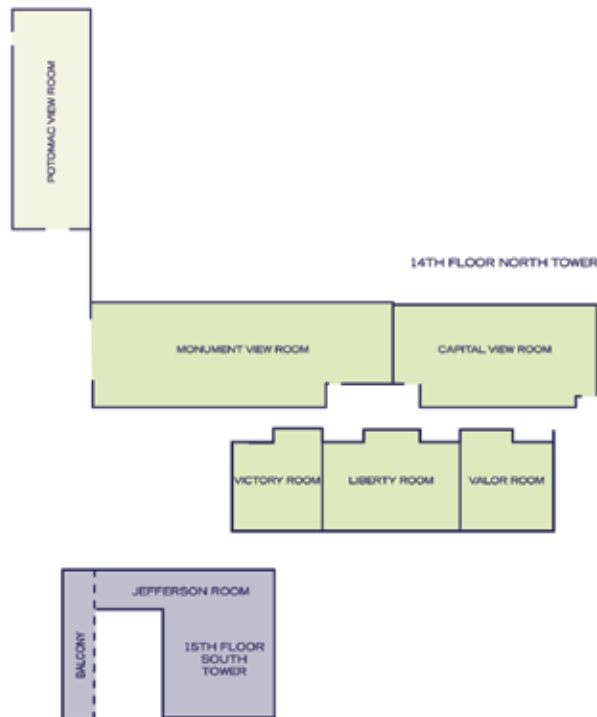 POTOMAC VIEW ROOM
14TH FLOOR NORTH TOWER
MONUMENT VIEW ROOM
CAPITAL VIEW ROOM
VICTORY ROOM
LIBERTY ROOM
VALOR ROOM
JEFFERSON ROOM
BALCONY
15TH FLOOR
SOUTH
TOWER